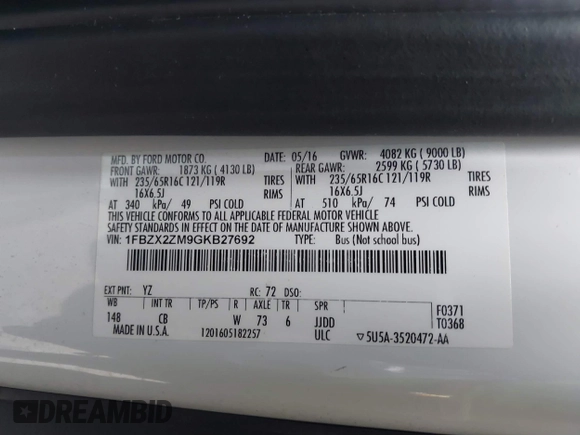 MFD. BY FORD MOTOR CO. 05/16 GVWR: 4082 KG ( 9000 LB)
FRONT GAWR: 1873 KG ( 4130 LB) REAR GAWR: 2599 KG ( 5730 LB)
WITH 235/65R16C 121/119R TIRES WITH 235/65R16C 121/119R TIRES
16X6.5J RIMS 16X6.5J RIMS
AT 340 kPa/ 49 PSI COLD AT 510 kPa/ 74 PSI COLD
THIS VEHICLE CONFORMS TO ALL APPLICABLE FEDERAL MOTOR VEHICLE
SAFETY STANDARDS IN EFFECT ON THE DATE OF MANUFACTURE SHOWN ABOVE.
VIN: 1FBZX2ZM9GKB27692 TYPE: Bus (Not school bus)
EXT PNT: YZ RC: 72 DSO:
WB INT TR TP/PS R AXLE TR SPR F0371
148 CB W 73 6 JJDD T0368
MADE IN U.S.A. 1201605182257 ULC ▽5U5A-3520472-AA
DREAMBID